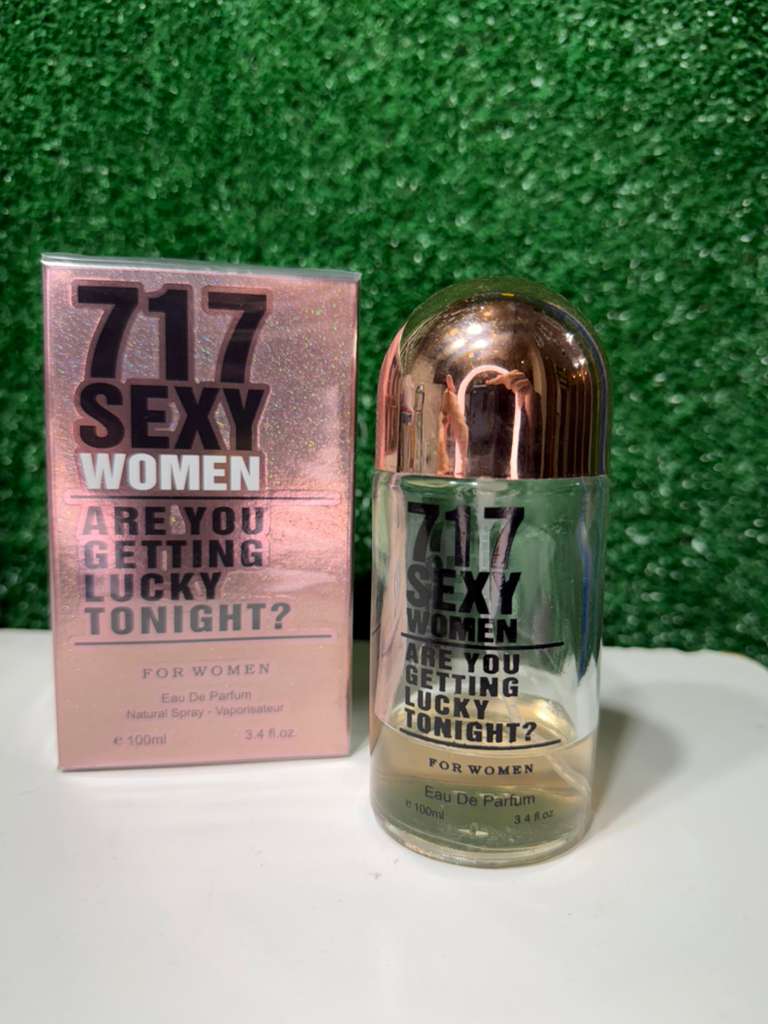 717
SEXY
WOMEN
ARE YOU
GETTING
LUCKY
TONIGHT?
FOR WOMEN
Eau De Parfum
Natural Spray - Vaporisateur
e 100ml 3.4 fl.oz.
717
SEXY
WOMEN
ARE YOU
GETTING
LUCKY
TONIGHT?
FOR WOMEN
Eau De Parfum
e 100ml 3.4 fl.oz